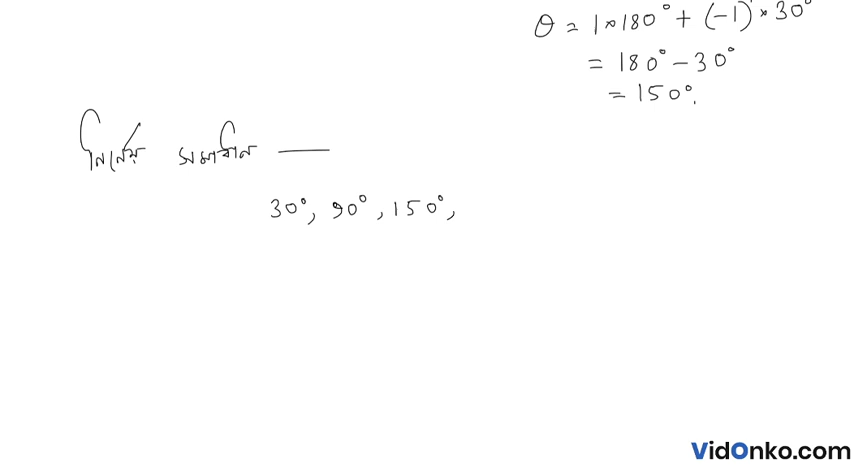 θ = 1 × 180° + (-1)¹ × 30°
= 180° - 30°
= 150°.
নির্নেয় সমাধান —
30°, 90°, 150°,
VidOnko.com